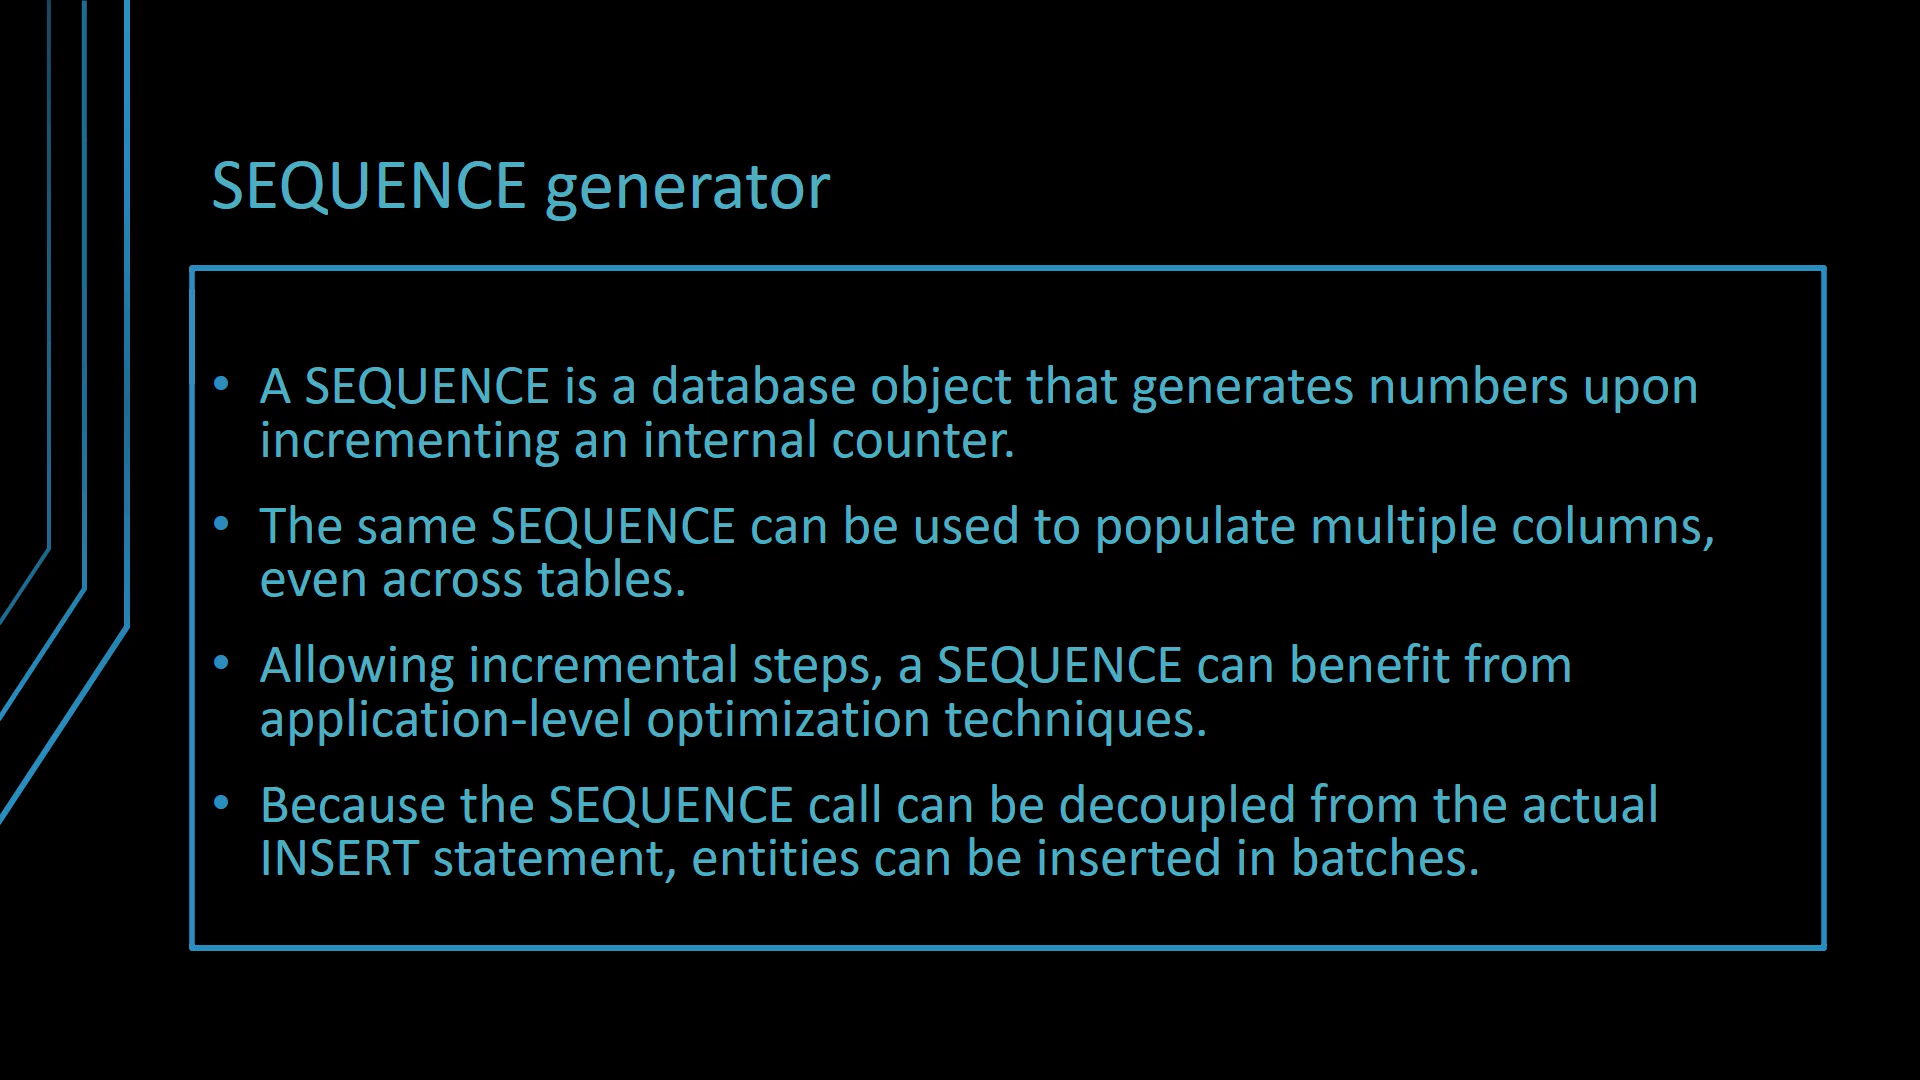 SEQUENCE generator
• A SEQUENCE is a database object that generates numbers upon
incrementing an internal counter.
• The same SEQUENCE can be used to populate multiple columns,
even across tables.
• Allowing incremental steps, a SEQUENCE can benefit from
application-level optimization techniques.
• Because the SEQUENCE call can be decoupled from the actual
INSERT statement, entities can be inserted in batches.